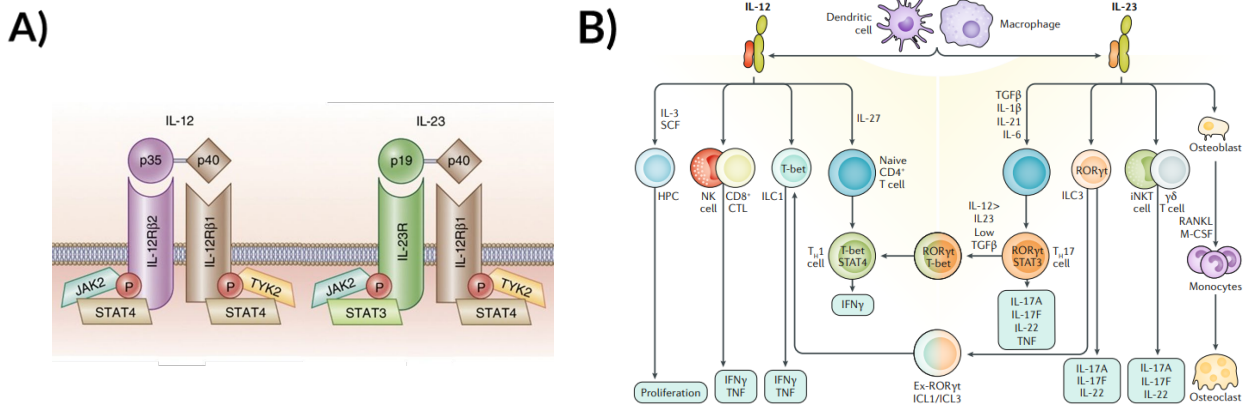 A)
IL-12
IL-23
p35
p40
p19
p40
IL-12Rβ2
IL-12Rβ1
IL-23R
IL-12Rβ1
JAK2
P
P
TYK2
JAK2
P
P
TYK2
STAT4
STAT4
STAT3
STAT4
B)
IL-12
Dendritic
cell
Macrophage
IL-23
IL-3
SCF
IL-27
TGFβ
IL-1β
IL-21
IL-6
Osteoblast
HPC
NK
cell
CD8⁺
CTL
T-bet
ILC1
Naive
CD4⁺
T cell
RORγt
ILC3
iNKT
cell
γδ
T cell
IL-12>
IL23
Low
TGFβ
RANKL
M-CSF
TH1
cell
T-bet
STAT4
RORγt
T-bet
RORγt
STAT3
TH17
cell
Monocytes
IFNγ
IL-17A
IL-17F
IL-22
TNF
Proliferation
IFNγ
TNF
IFNγ
TNF
Ex-RORγt
ICL1/ICL3
IL-17A
IL-17F
IL-22
IL-17A
IL-17F
IL-22
Osteoclast